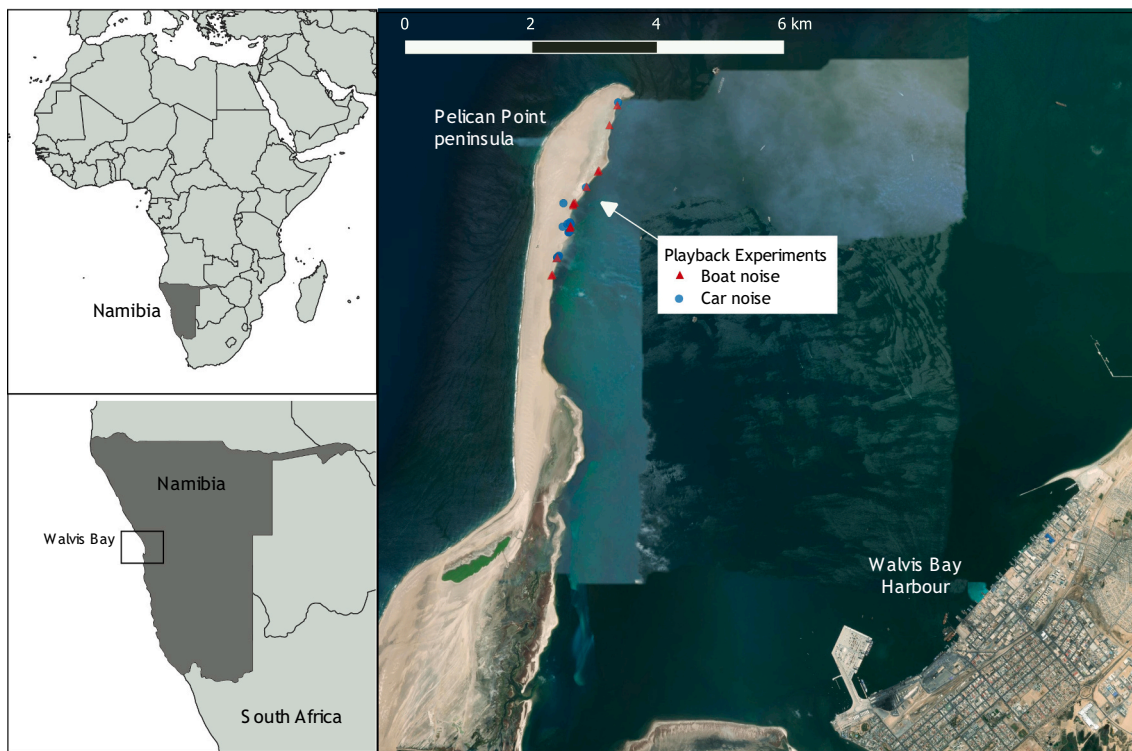 Namibia
Namibia
Walvis Bay
South Africa
0 2 4 6 km
Pelican Point
peninsula
Playback Experiments
Boat noise
Car noise
Walvis Bay
Harbour